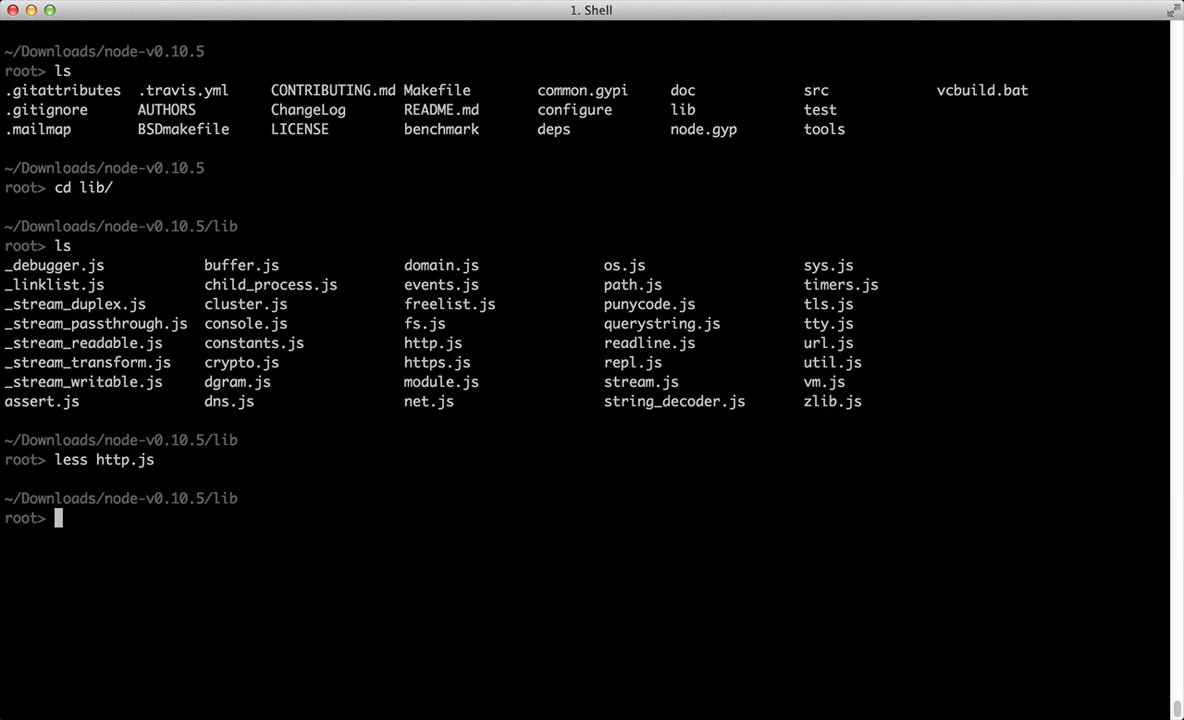 1. Shell
~/Downloads/node-v0.10.5
root> ls
.gitattributes .travis.yml CONTRIBUTING.md Makefile common.gypi doc src vcbuild.bat
.gitignore AUTHORS ChangeLog README.md configure lib test
.mailmap BSDmakefile LICENSE benchmark deps node.gyp tools
~/Downloads/node-v0.10.5
root> cd lib/
~/Downloads/node-v0.10.5/lib
root> ls
_debugger.js buffer.js domain.js os.js sys.js
_linklist.js child_process.js events.js path.js timers.js
_stream_duplex.js cluster.js freelist.js punycode.js tls.js
_stream_passthrough.js console.js fs.js querystring.js tty.js
_stream_readable.js constants.js http.js readline.js url.js
_stream_transform.js crypto.js https.js repl.js util.js
_stream_writable.js dgram.js module.js stream.js vm.js
assert.js dns.js net.js string_decoder.js zlib.js
~/Downloads/node-v0.10.5/lib
root> less http.js
~/Downloads/node-v0.10.5/lib
root>